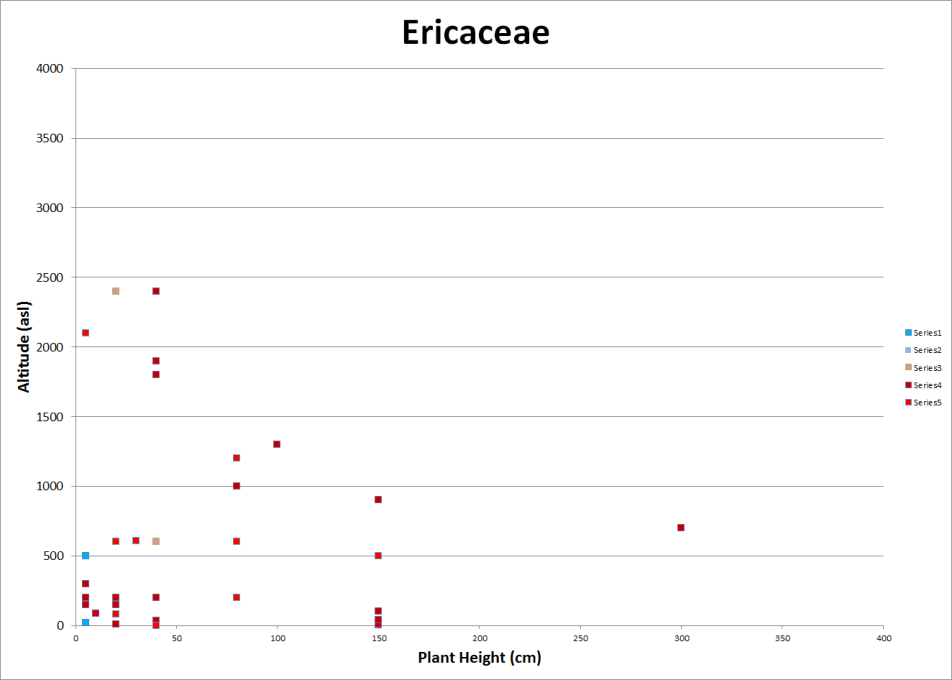 Ericaceae
4000
3500
3000
2500
2000
1500
1000
500
0
Altitude (asl)
0 50 100 150 200 250 300 350 400
Plant Height (cm)
Series1
Series2
Series3
Series4
Series5